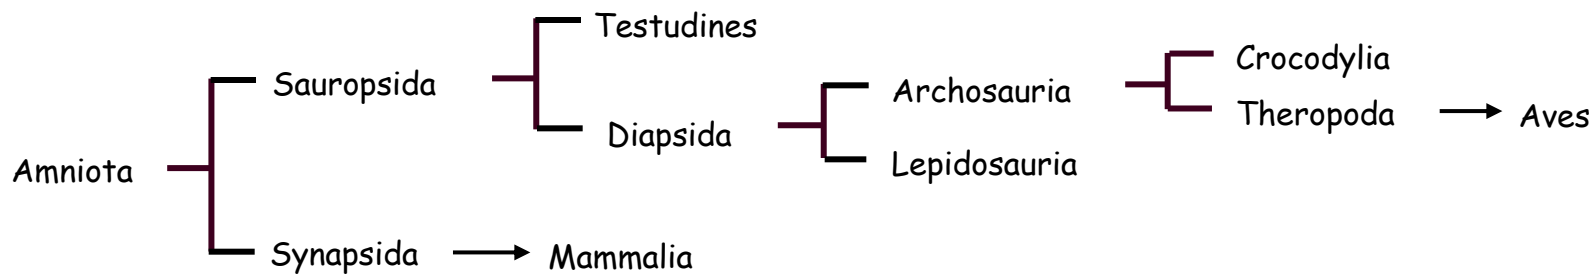 Testudines
Crocodylia
Sauropsida
Archosauria
Theropoda
Aves
Diapsida
Lepidosauria
Amniota
Synapsida
Mammalia